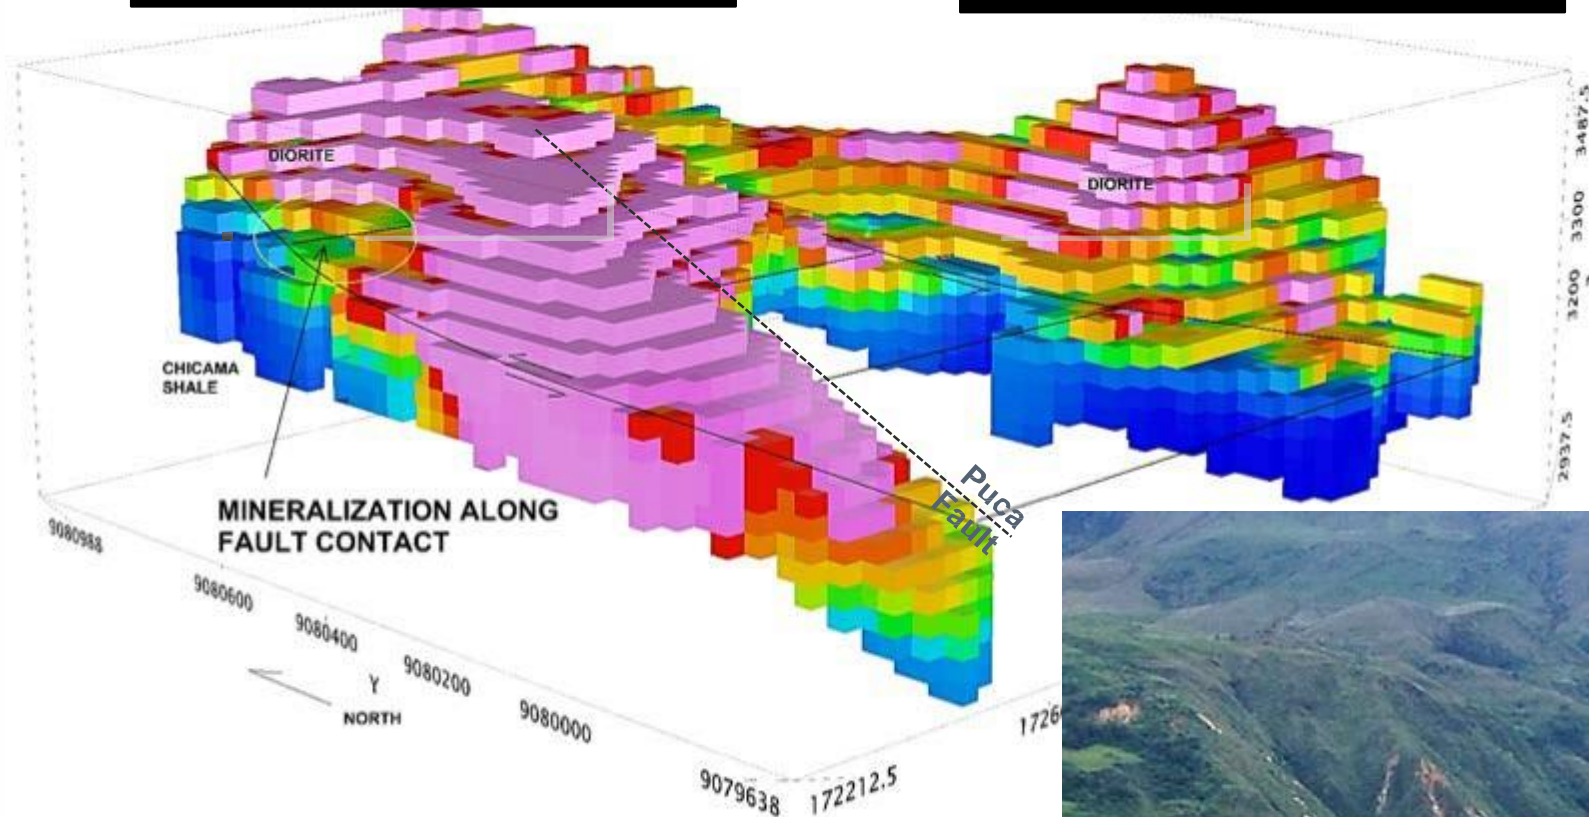 DIORITE
DIORITE
CHICAMA
SHALE
MINERALIZATION ALONG
FAULT CONTACT
Puca
Fault
3487.5
3300
3200
2937.5
9080988
9080600
9080400
9080200
9080000
9079638
Y
NORTH
172212.5